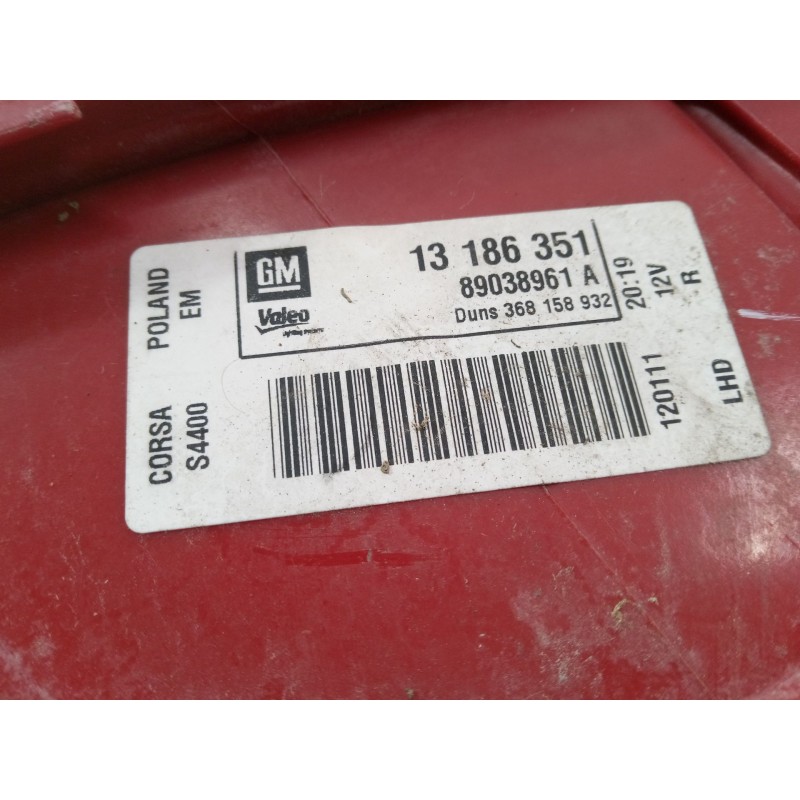 POLAND
EM
GM
Valeo
13 186 351
89038961 A
Duns 368 158 932
20:19
12V
R
CORSA
S4400
120111
LHD